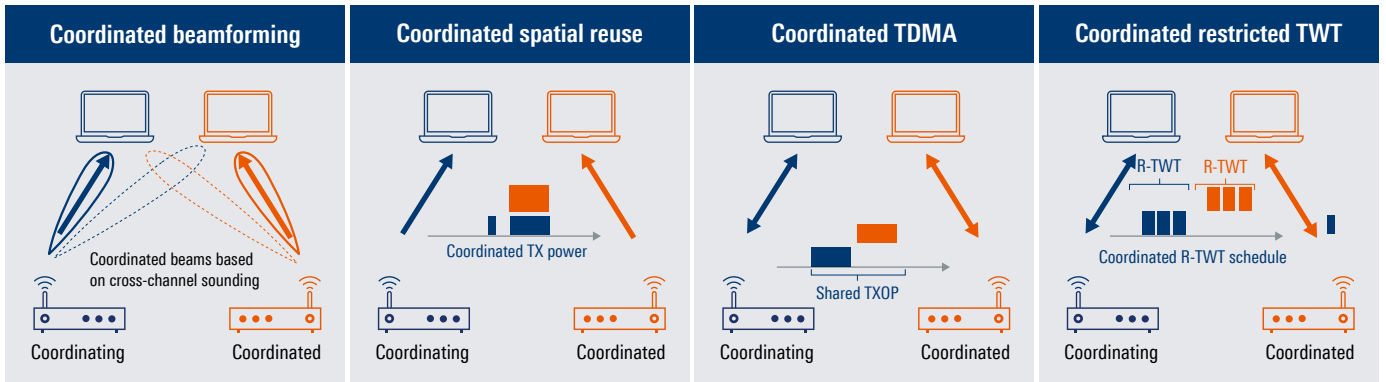 Coordinated beamforming
Coordinated beams based
on cross-channel sounding
Coordinating
Coordinated
Coordinated spatial reuse
Coordinated TX power
Coordinating
Coordinated
Coordinated TDMA
Shared TXOP
Coordinating
Coordinated
Coordinated restricted TWT
R-TWT
R-TWT
Coordinated R-TWT schedule
Coordinating
Coordinated